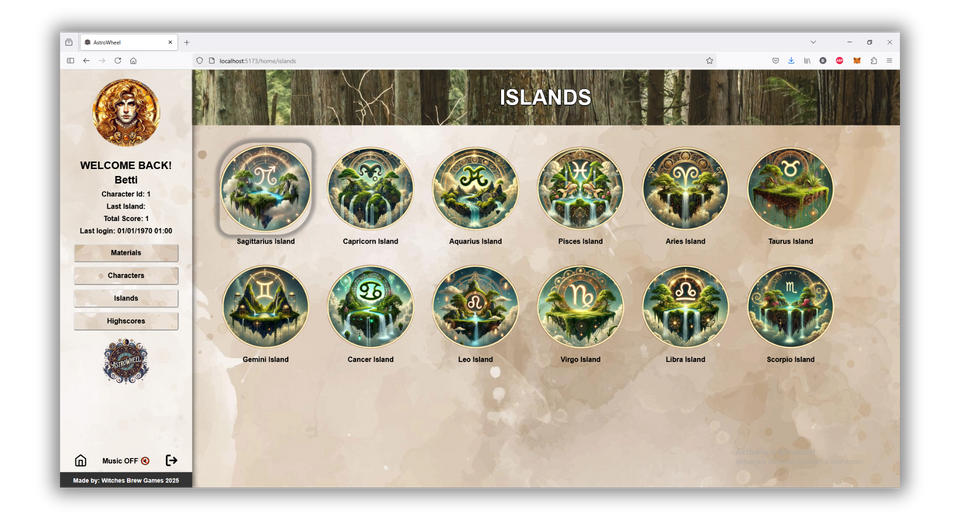 AstroWheel
localhost:5173/home/islands
ISLANDS
WELCOME BACK!
Betti
Character Id: 1
Last Island:
Total Score: 1
Last login: 01/01/1970 01:00
Materials
Characters
Islands
Highscores
ASTROWHEEL
Music OFF
Made by: Witches Brew Games 2025
Sagittarius Island
Capricorn Island
Aquarius Island
Pisces Island
Aries Island
Taurus Island
Gemini Island
Cancer Island
Leo Island
Virgo Island
Libra Island
Scorpio Island